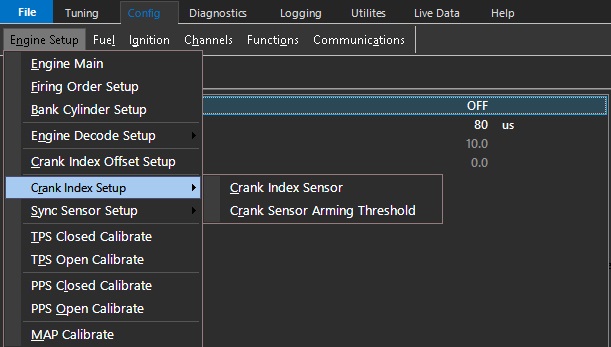 File Tuning Config Diagnostics Logging Utilites Live Data Help
Engine Setup Fuel Ignition Channels Functions Communications
Engine Main
Firing Order Setup
Bank Cylinder Setup
Engine Decode Setup
Crank Index Offset Setup
Crank Index Setup
Sync Sensor Setup
TPS Closed Calibrate
TPS Open Calibrate
PPS Closed Calibrate
PPS Open Calibrate
MAP Calibrate
Crank Index Sensor
Crank Sensor Arming Threshold
OFF
80 us
10.0
0.0